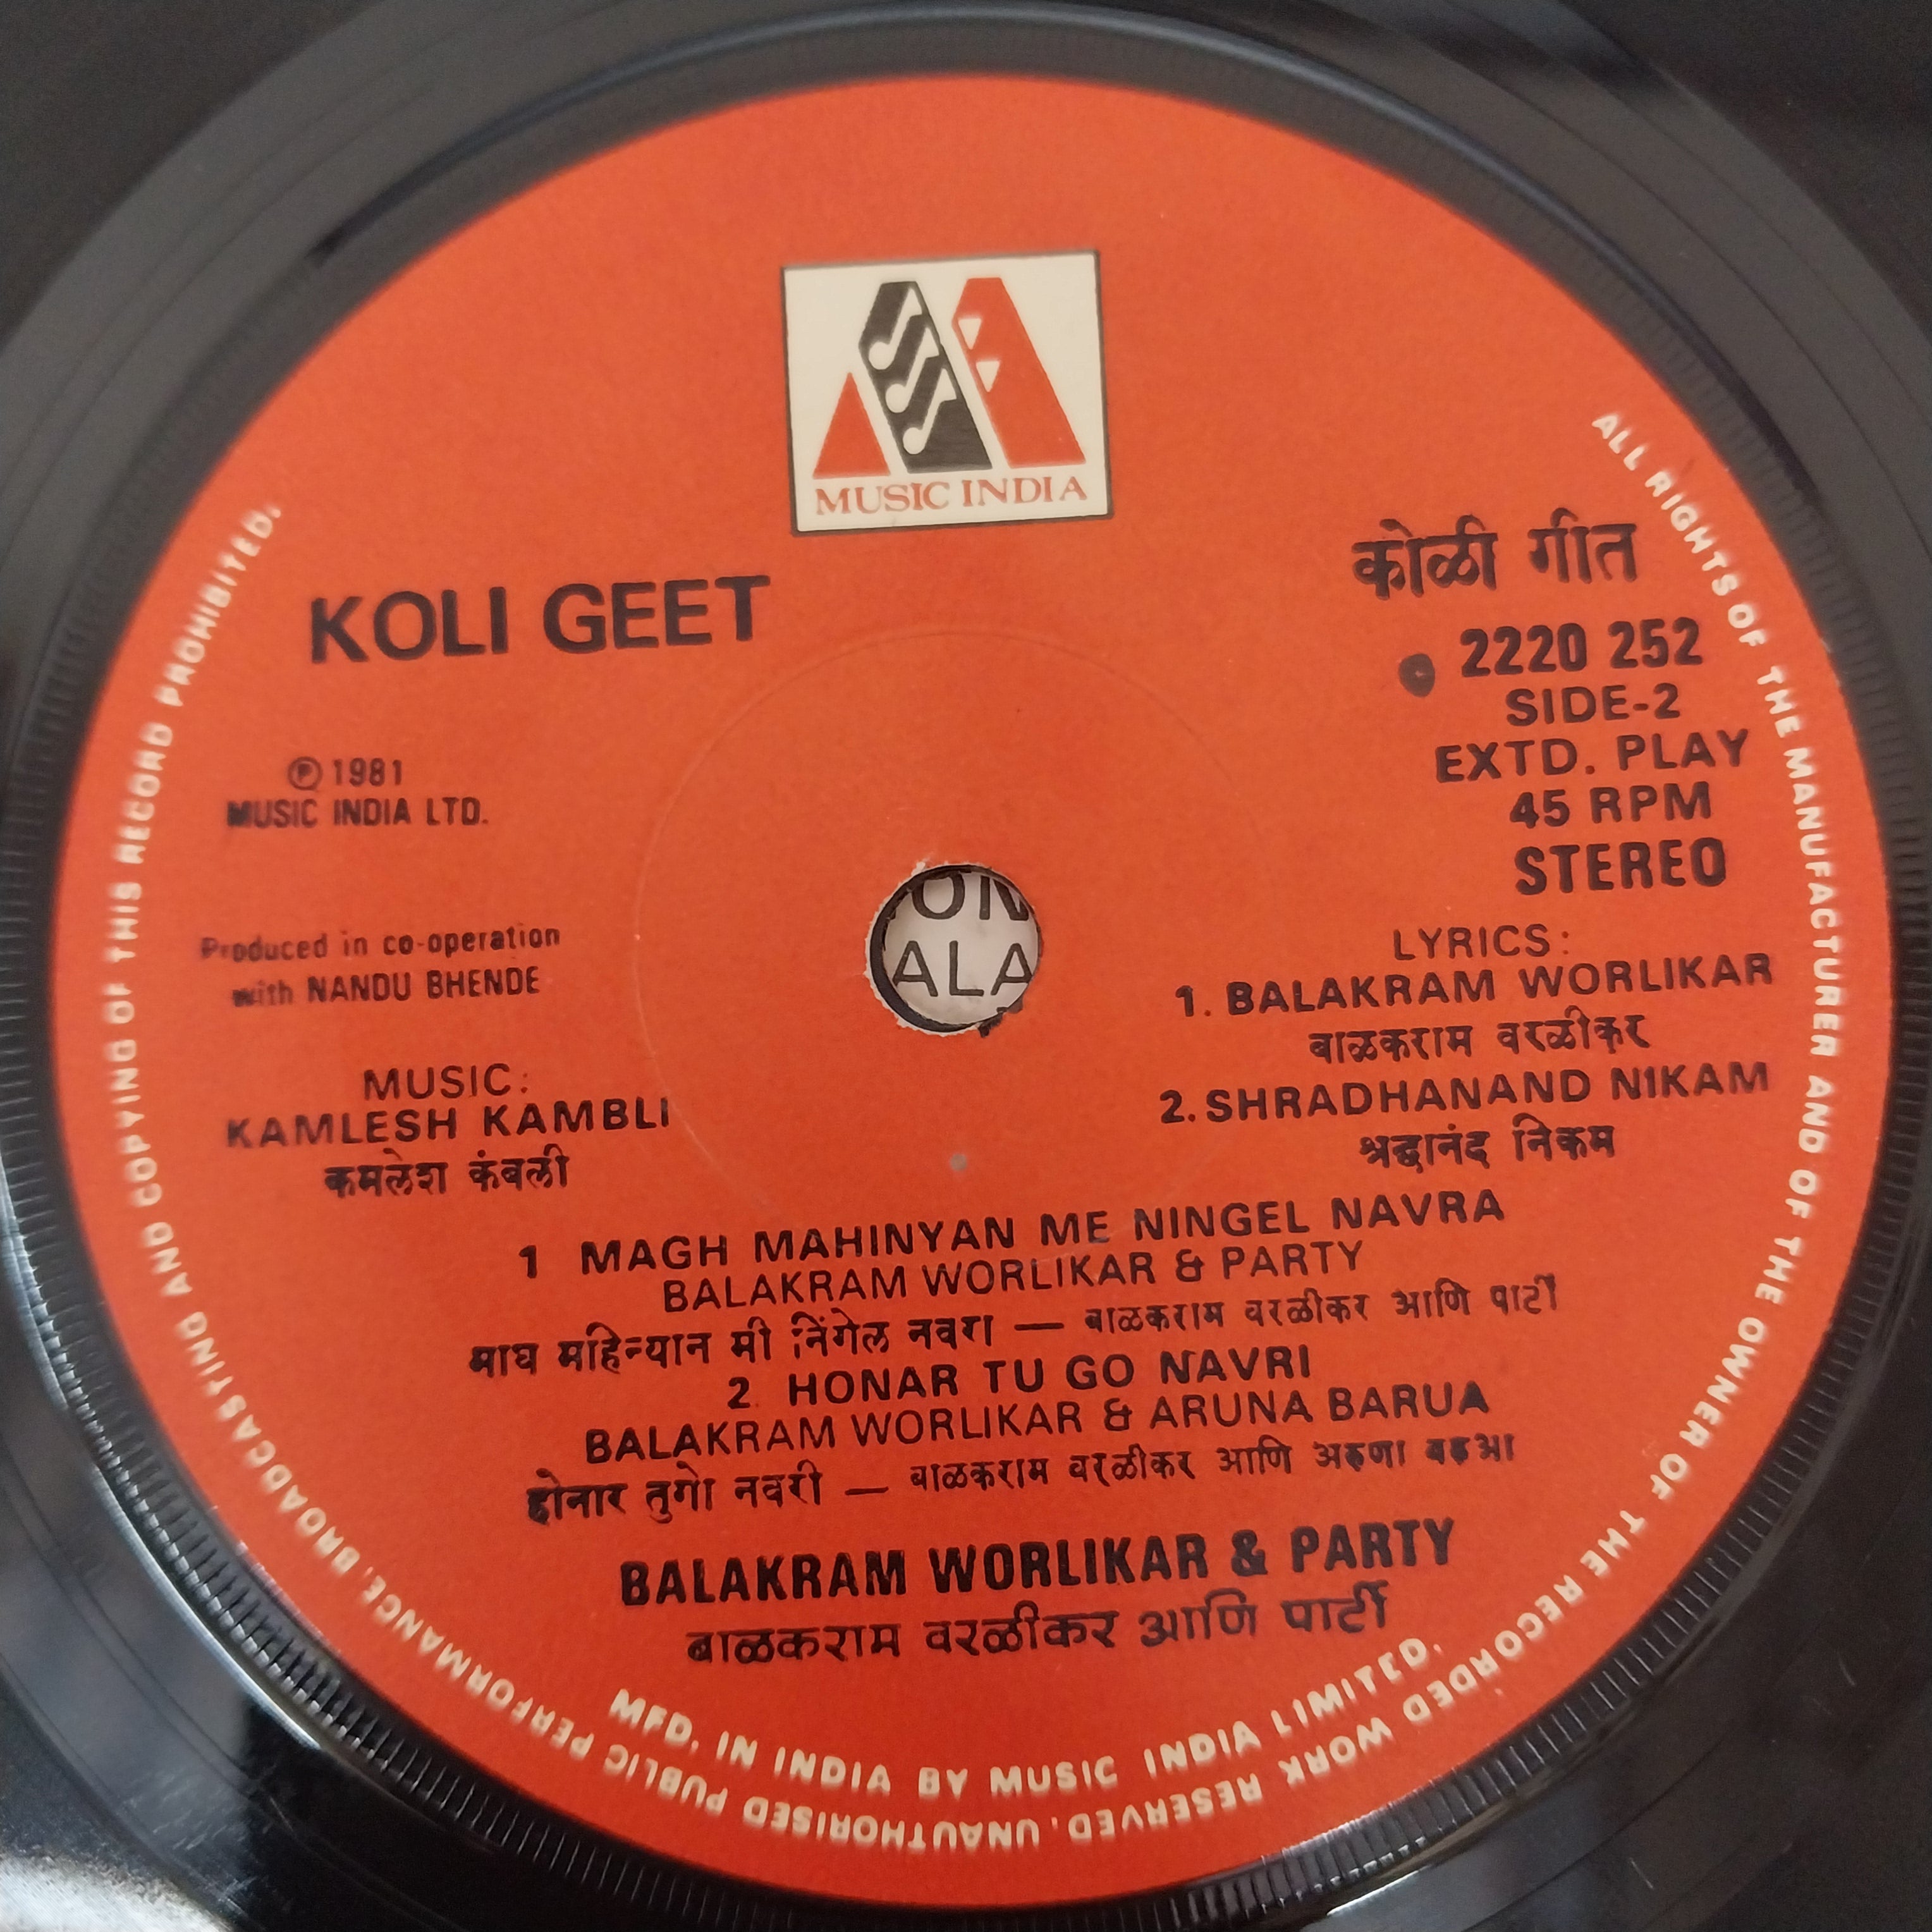 MUSIC INDIA
KOLI GEET
कोळी गीत
2220 252
SIDE-2
EXTD. PLAY
45 RPM
STEREO
℗ 1981
MUSIC INDIA LTD.
Produced in co-operation
with NANDU BHENDE
MUSIC:
KAMLESH KAMBLI
कमलेश कंबली
LYRICS:
1. BALAKRAM WORLIKAR
बाळकराम वरळीकर
2. SHRADHANAND NIKAM
श्रद्धानंद निकम
1 MAGH MAHINYAN ME NINGEL NAVRA
BALAKRAM WORLIKAR & PARTY
माघ महिन्यान मी निंगेल नवरा — बाळकराम वरळीकर आणि पार्टी
2. HONAR TU GO NAVRI
BALAKRAM WORLIKAR & ARUNA BARUA
होनार तुगो नवरी — बाळकराम वरळीकर आणि अरुणा बरुआ
BALAKRAM WORLIKAR & PARTY
बाळकराम वरळीकर आणि पार्टी
MFD. IN INDIA BY MUSIC INDIA LIMITED.
ALL RIGHTS OF THE MANUFACTURER AND OF THE OWNER OF THE RECORDED WORK RESERVED. UNAUTHORISED PUBLIC PERFORMANCE, BROADCASTING AND COPYING OF THIS RECORD PROHIBITED.
ALA